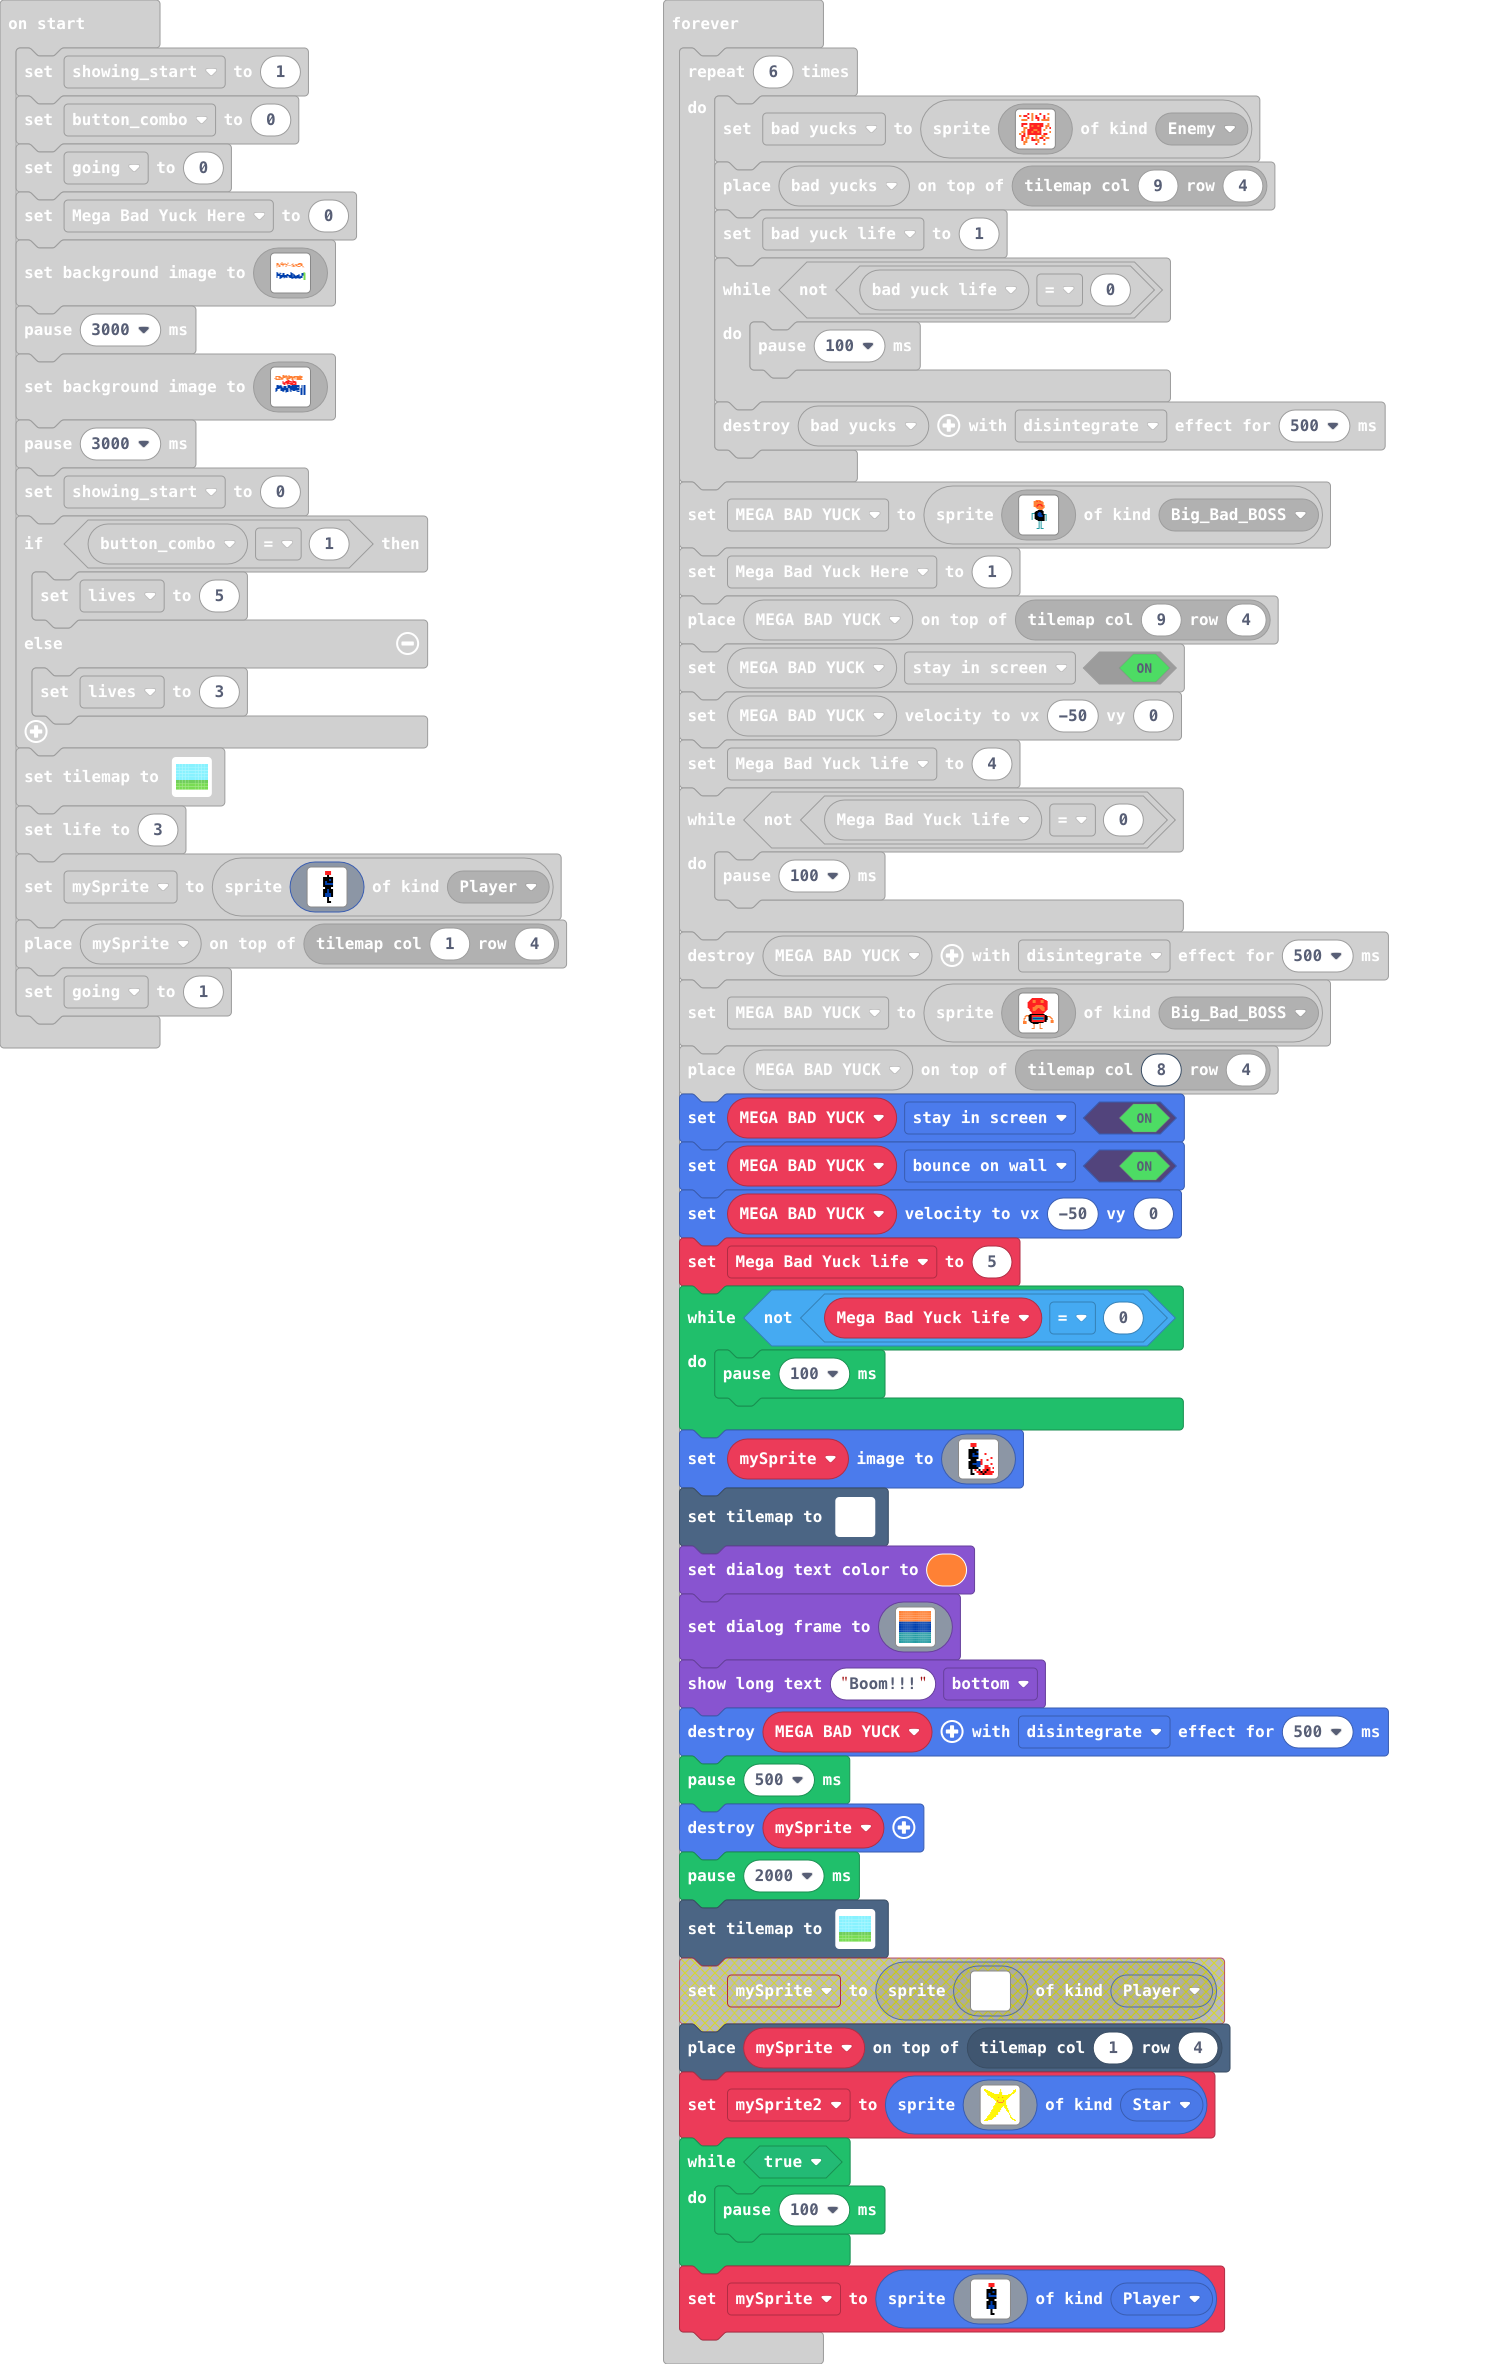 on start
set showing_start to 1
set button_combo to 0
set going to 0
set Mega Bad Yuck Here to 0
set background image to
pause 3000 ms
set background image to
pause 3000 ms
set showing_start to 0
if button_combo = 1 then
set lives to 5
else
set lives to 3
set tilemap to
set life to 3
set mySprite to sprite of kind Player
place mySprite on top of tilemap col 1 row 4
set going to 1
forever
repeat 6 times
do
set bad yucks to sprite of kind Enemy
place bad yucks on top of tilemap col 9 row 4
set bad yuck life to 1
while not bad yuck life = 0
do
pause 100 ms
destroy bad yucks with disintegrate effect for 500 ms
set MEGA BAD YUCK to sprite of kind Big_Bad_BOSS
set Mega Bad Yuck Here to 1
place MEGA BAD YUCK on top of tilemap col 9 row 4
set MEGA BAD YUCK stay in screen ON
set MEGA BAD YUCK velocity to vx -50 vy 0
set Mega Bad Yuck life to 4
while not Mega Bad Yuck life = 0
do
pause 100 ms
destroy MEGA BAD YUCK with disintegrate effect for 500 ms
set MEGA BAD YUCK to sprite of kind Big_Bad_BOSS
place MEGA BAD YUCK on top of tilemap col 8 row 4
set MEGA BAD YUCK stay in screen ON
set MEGA BAD YUCK bounce on wall ON
set MEGA BAD YUCK velocity to vx -50 vy 0
set Mega Bad Yuck life to 5
while not Mega Bad Yuck life = 0
do
pause 100 ms
set mySprite image to
set tilemap to
set dialog text color to
set dialog frame to
show long text "Boom!!!" bottom
destroy MEGA BAD YUCK with disintegrate effect for 500 ms
pause 500 ms
destroy mySprite
pause 2000 ms
set tilemap to
set mySprite to sprite of kind Player
place mySprite on top of tilemap col 1 row 4
set mySprite2 to sprite of kind Star
while true
do
pause 100 ms
set mySprite to sprite of kind Player